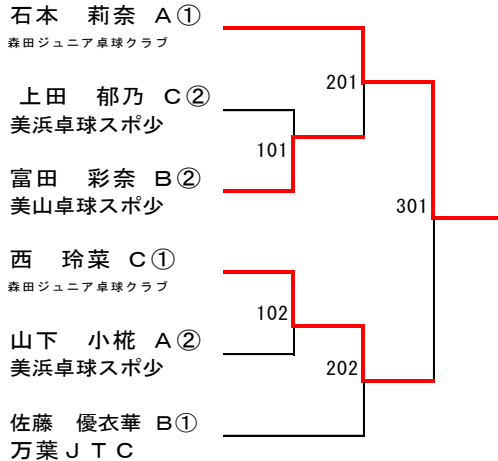 石本　莉奈 A①
森田ジュニア卓球クラブ
201
上田　郁乃 C②
美浜卓球スポ少
101
富田　彩奈 B②
美山卓球スポ少
301
西　玲菜 C①
森田ジュニア卓球クラブ
102
山下　小椛 A②
美浜卓球スポ少
202
佐藤　優衣華 B①
万葉ＪＴＣ